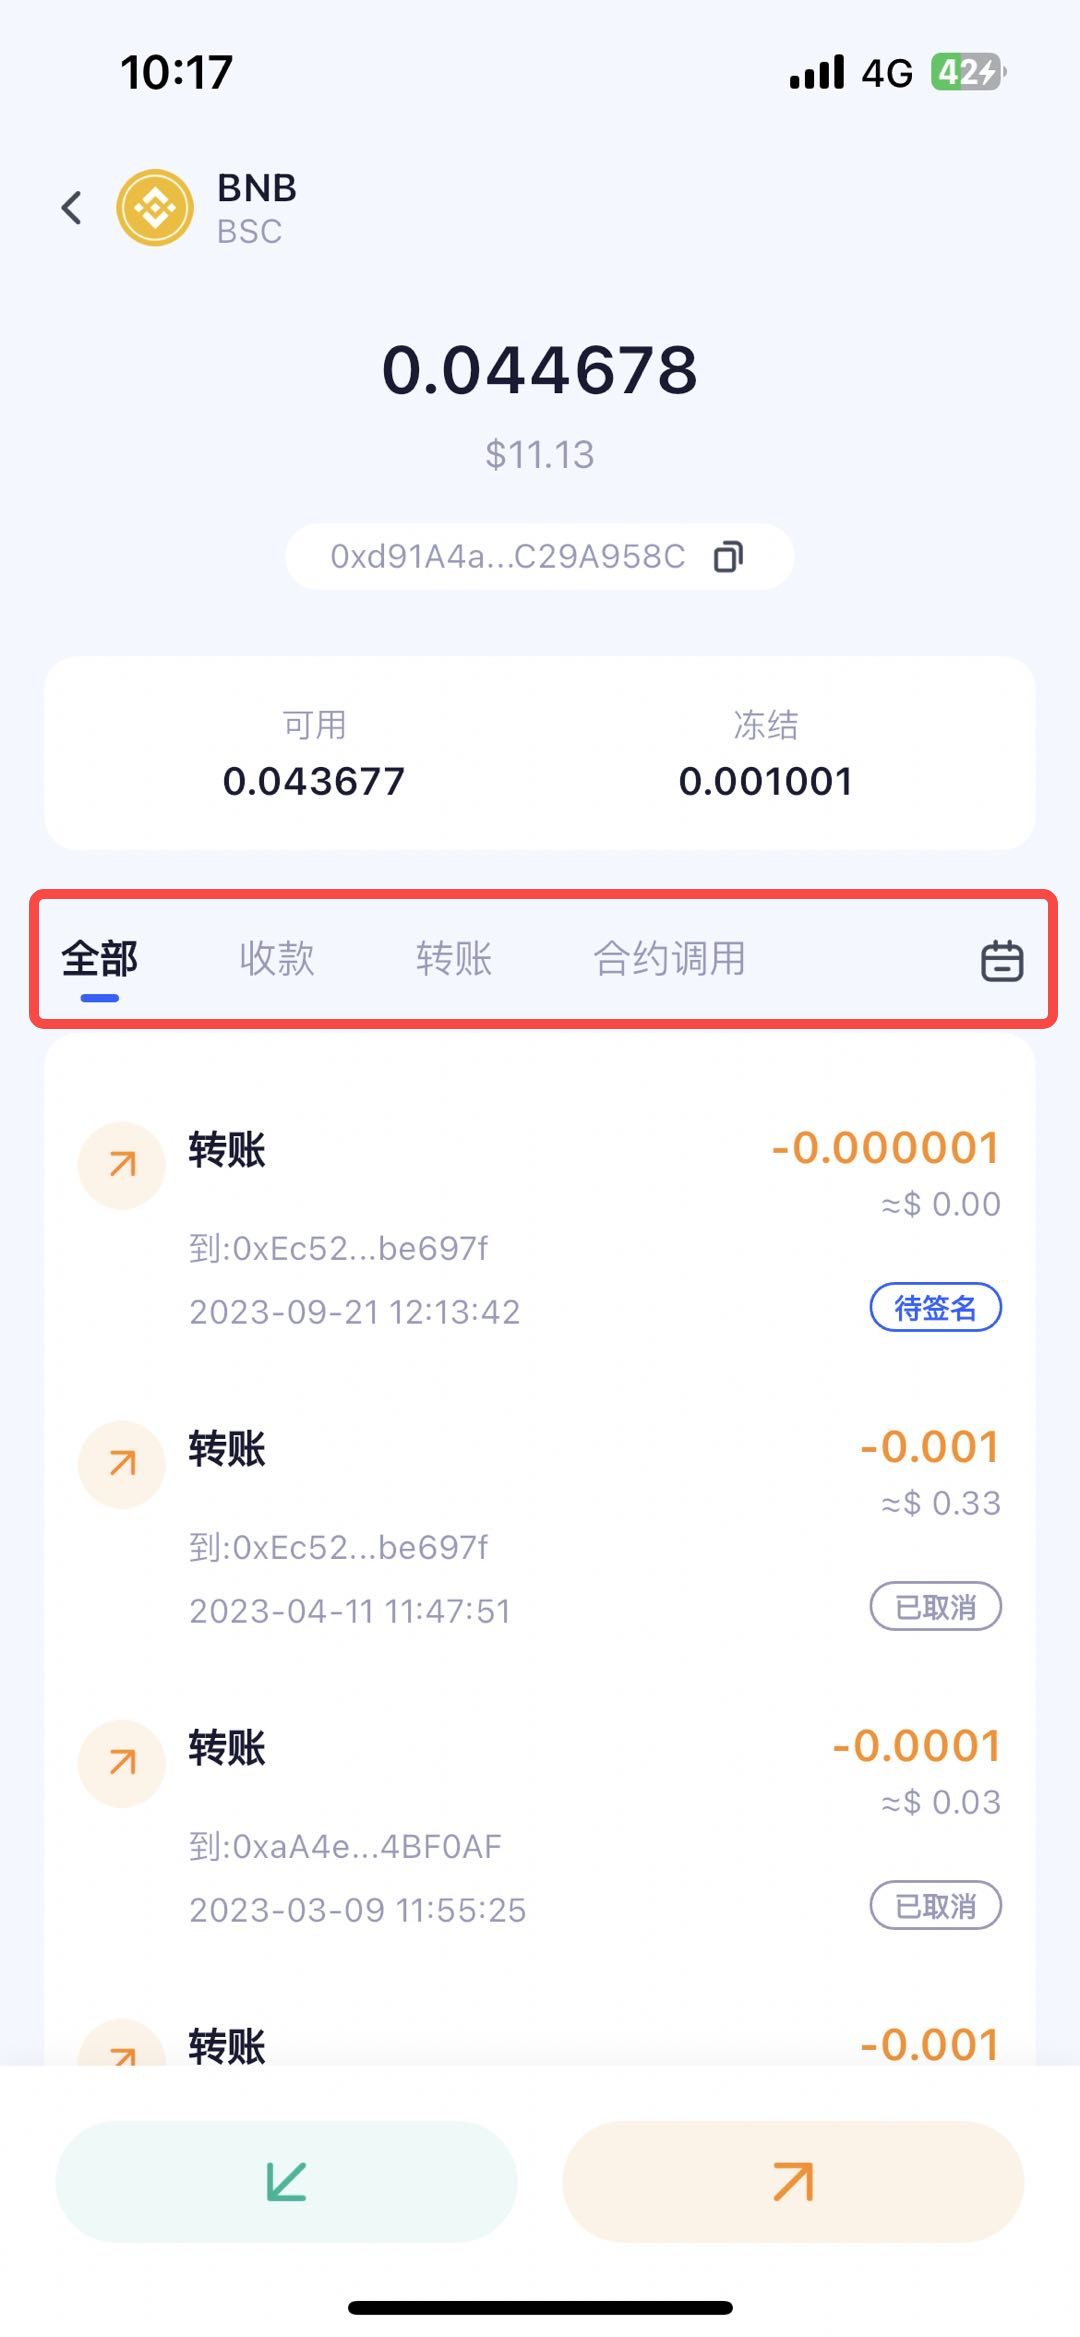 10:17
4G 42
BNB
BSC
0.044678
$11.13
0xd91A4a...C29A958C
可用 冻结
0.043677 0.001001
全部 收款 转账 合约调用
转账 -0.000001
≈$ 0.00
到:0xEc52...be697f
2023-09-21 12:13:42 待签名
转账 -0.001
≈$ 0.33
到:0xEc52...be697f
2023-04-11 11:47:51 已取消
转账 -0.0001
≈$ 0.03
到:0xaA4e...4BF0AF
2023-03-09 11:55:25 已取消
转账 -0.001